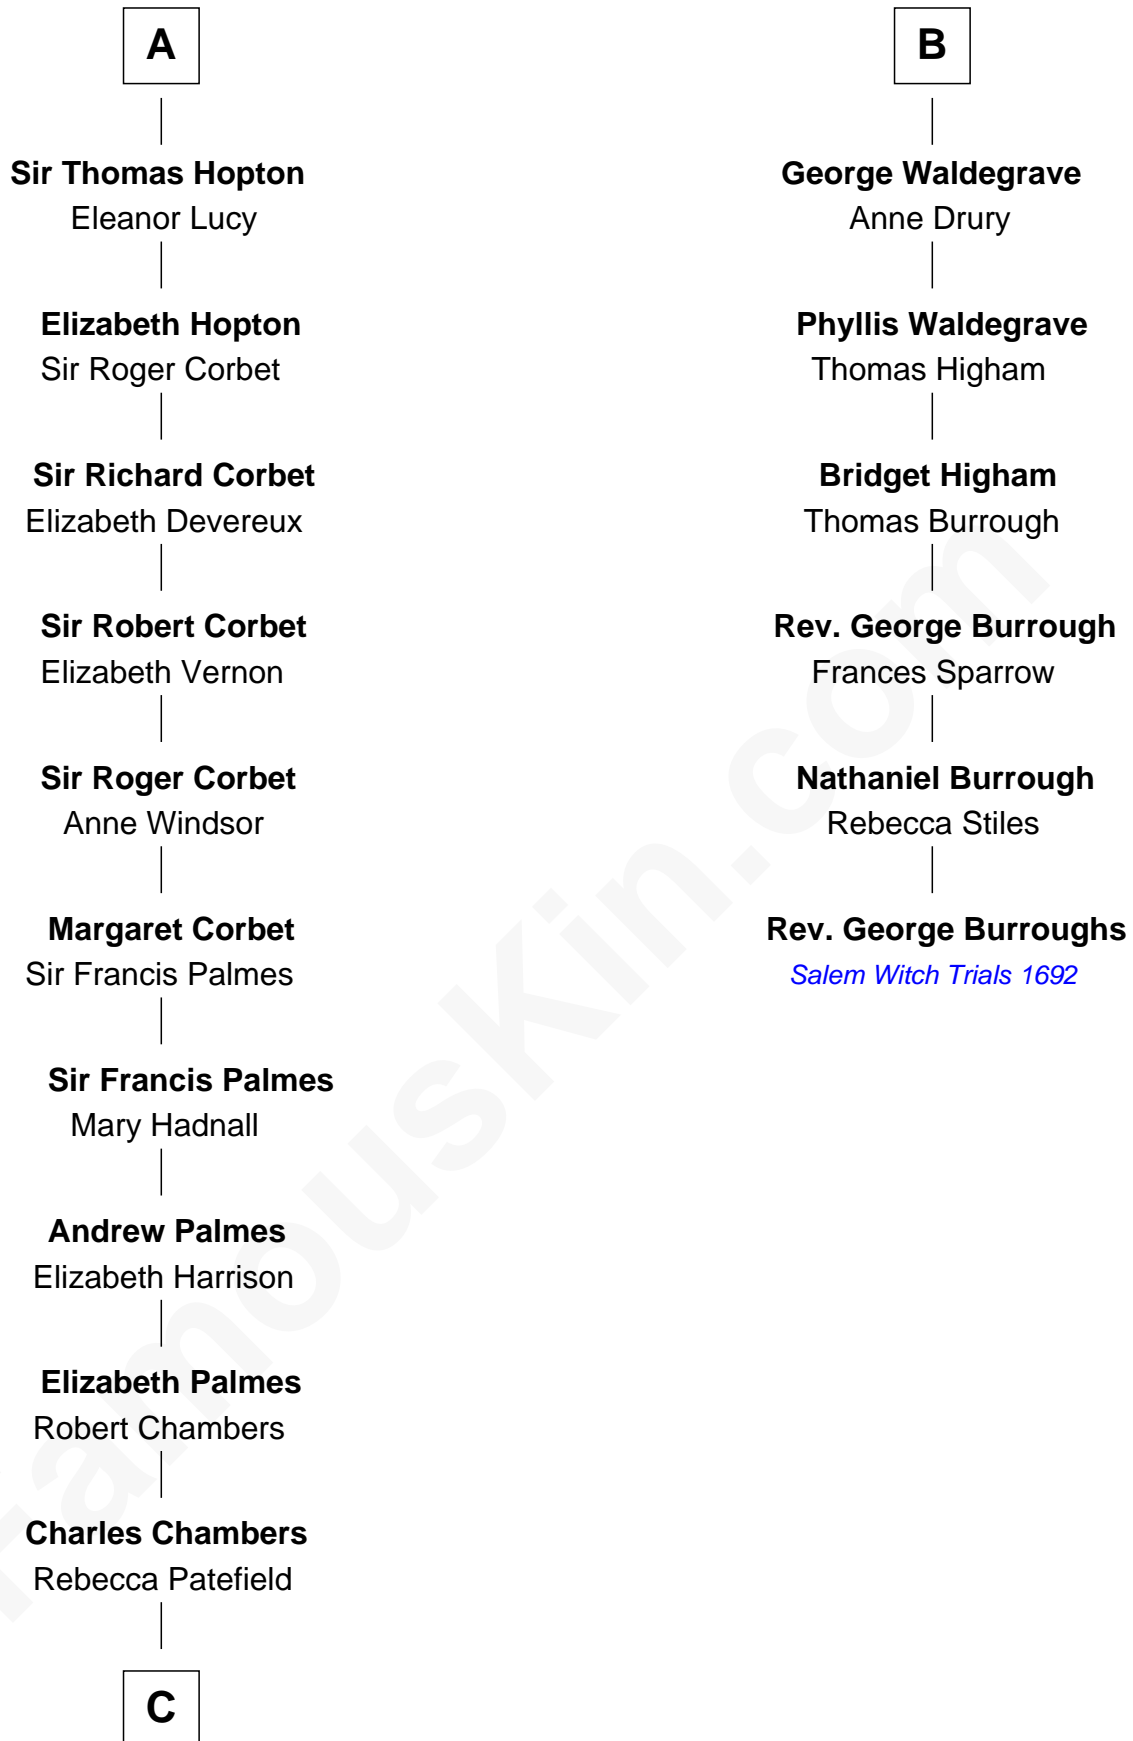 A
Sir Thomas Hopton
Eleanor Lucy
Elizabeth Hopton
Sir Roger Corbet
Sir Richard Corbet
Elizabeth Devereux
Sir Robert Corbet
Elizabeth Vernon
Sir Roger Corbet
Anne Windsor
Margaret Corbet
Sir Francis Palmes
Sir Francis Palmes
Mary Hadnall
Andrew Palmes
Elizabeth Harrison
Elizabeth Palmes
Robert Chambers
Charles Chambers
Rebecca Patefield
C
B
George Waldegrave
Anne Drury
Phyllis Waldegrave
Thomas Higham
Bridget Higham
Thomas Burrough
Rev. George Burrough
Frances Sparrow
Nathaniel Burrough
Rebecca Stiles
Rev. George Burroughs
Salem Witch Trials 1692
FamousKin.com